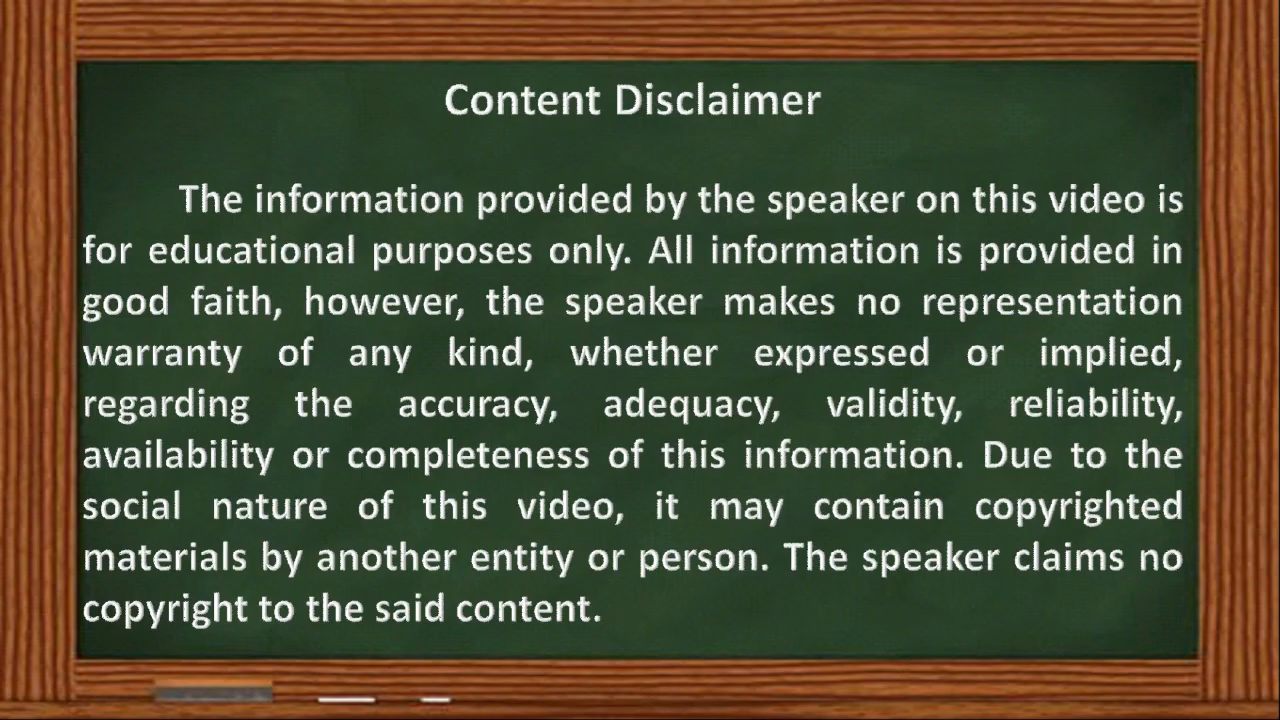 Content Disclaimer
The information provided by the speaker on this video is
for educational purposes only. All information is provided in
good faith, however, the speaker makes no representation
warranty of any kind, whether expressed or implied,
regarding the accuracy, adequacy, validity, reliability,
availability or completeness of this information. Due to the
social nature of this video, it may contain copyrighted
materials by another entity or person. The speaker claims no
copyright to the said content.